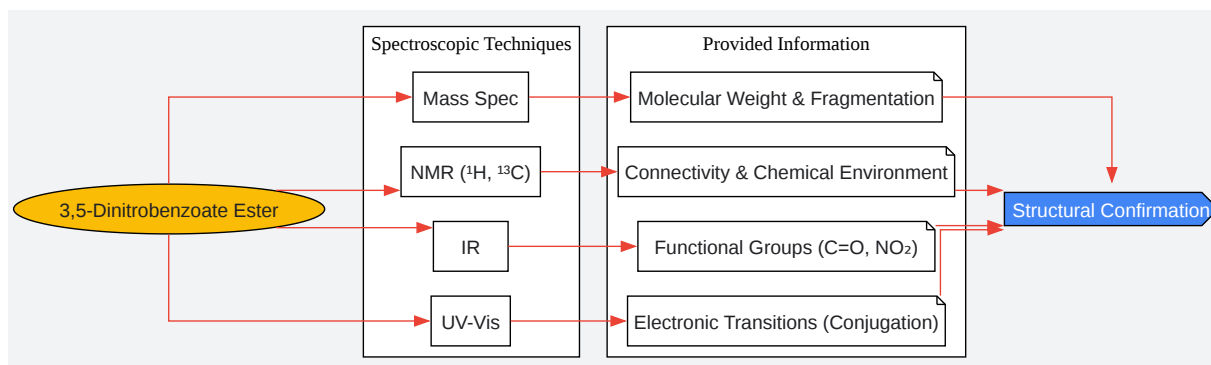 Spectroscopic Techniques
Provided Information
Mass Spec
Molecular Weight & Fragmentation
NMR (¹H, ¹³C)
Connectivity & Chemical Environment
3,5-Dinitrobenzoate Ester
Structural Confirmation
IR
Functional Groups (C=O, NO₂)
UV-Vis
Electronic Transitions (Conjugation)